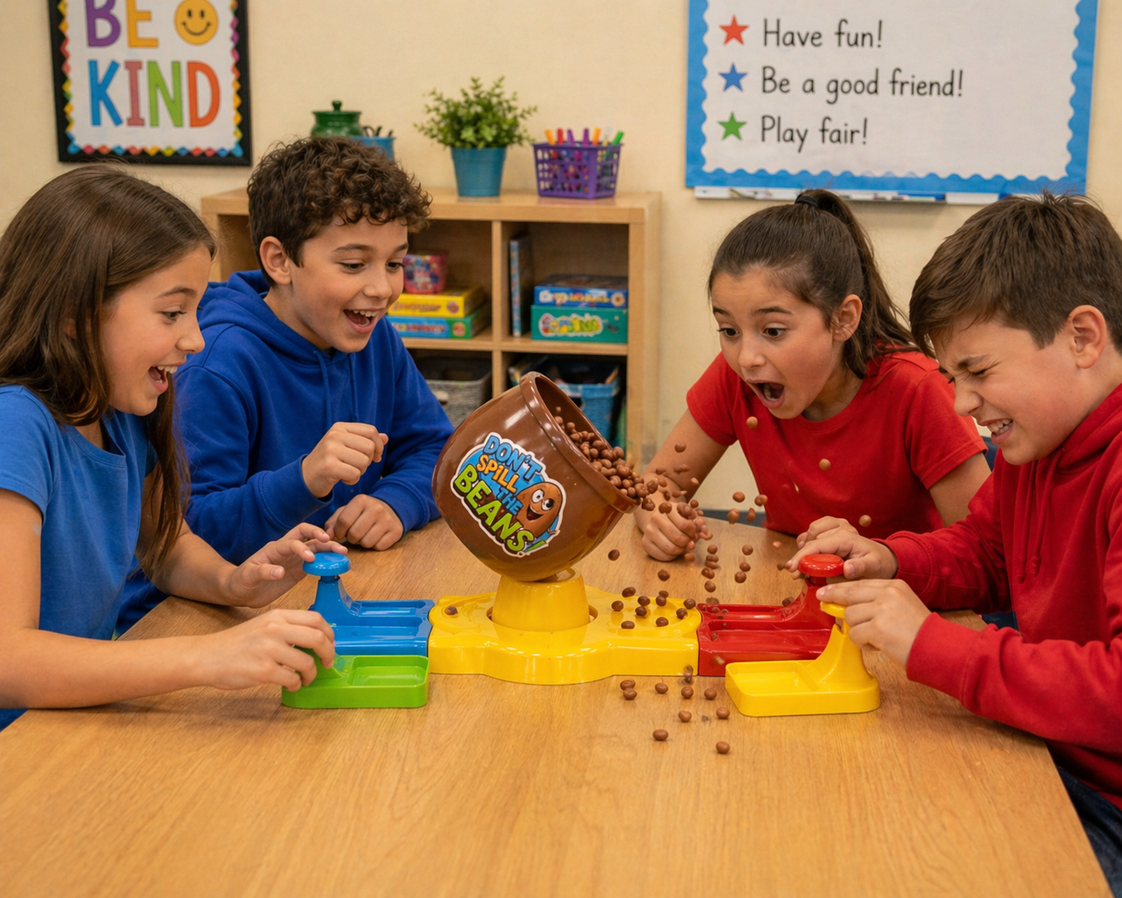 BE
KIND
Have fun!
Be a good friend!
Play fair!
DON'T
SPILL
THE
BEANS!